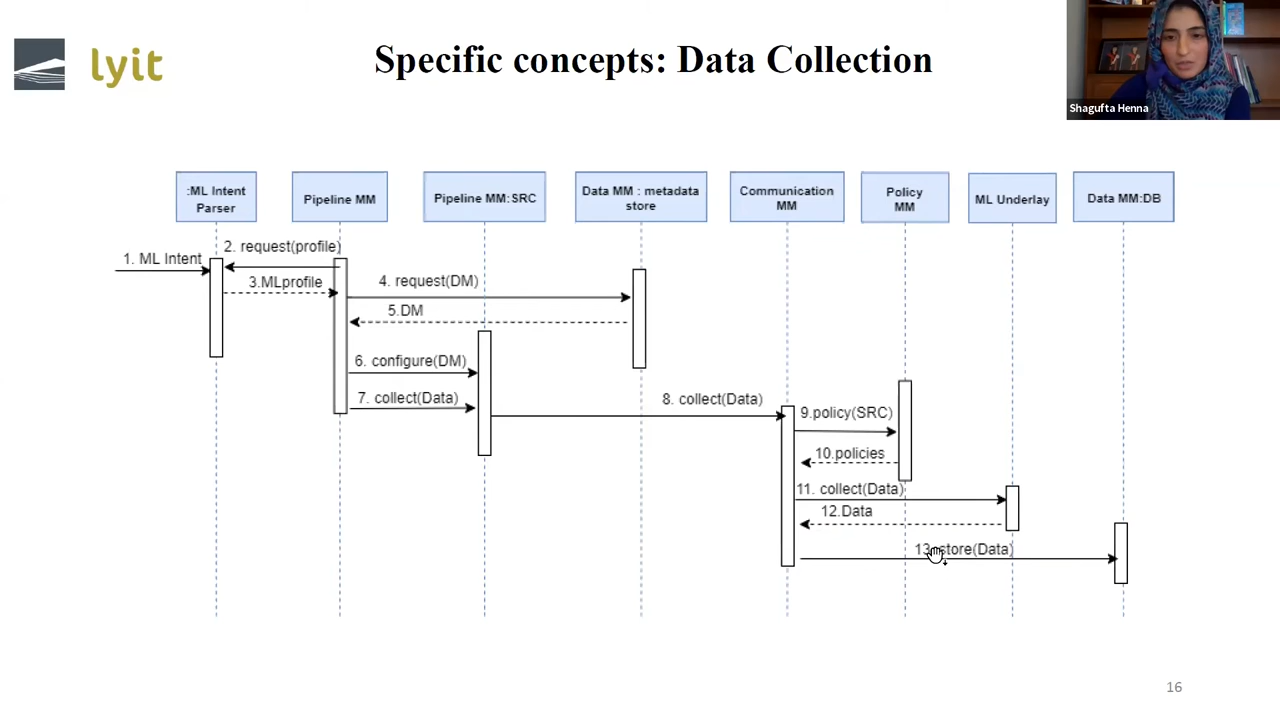 lyit
Specific concepts: Data Collection
Shagufta Henna
:ML Intent
Parser
Pipeline MM
Pipeline MM:SRC
Data MM : metadata
store
Communication
MM
Policy
MM
ML Underlay
Data MM:DB
1. ML Intent
2. request(profile)
3.MLprofile
4. request(DM)
5.DM
6. configure(DM)
7. collect(Data)
8. collect(Data)
9.policy(SRC)
10.policies
11. collect(Data)
12.Data
13. store(Data)
16